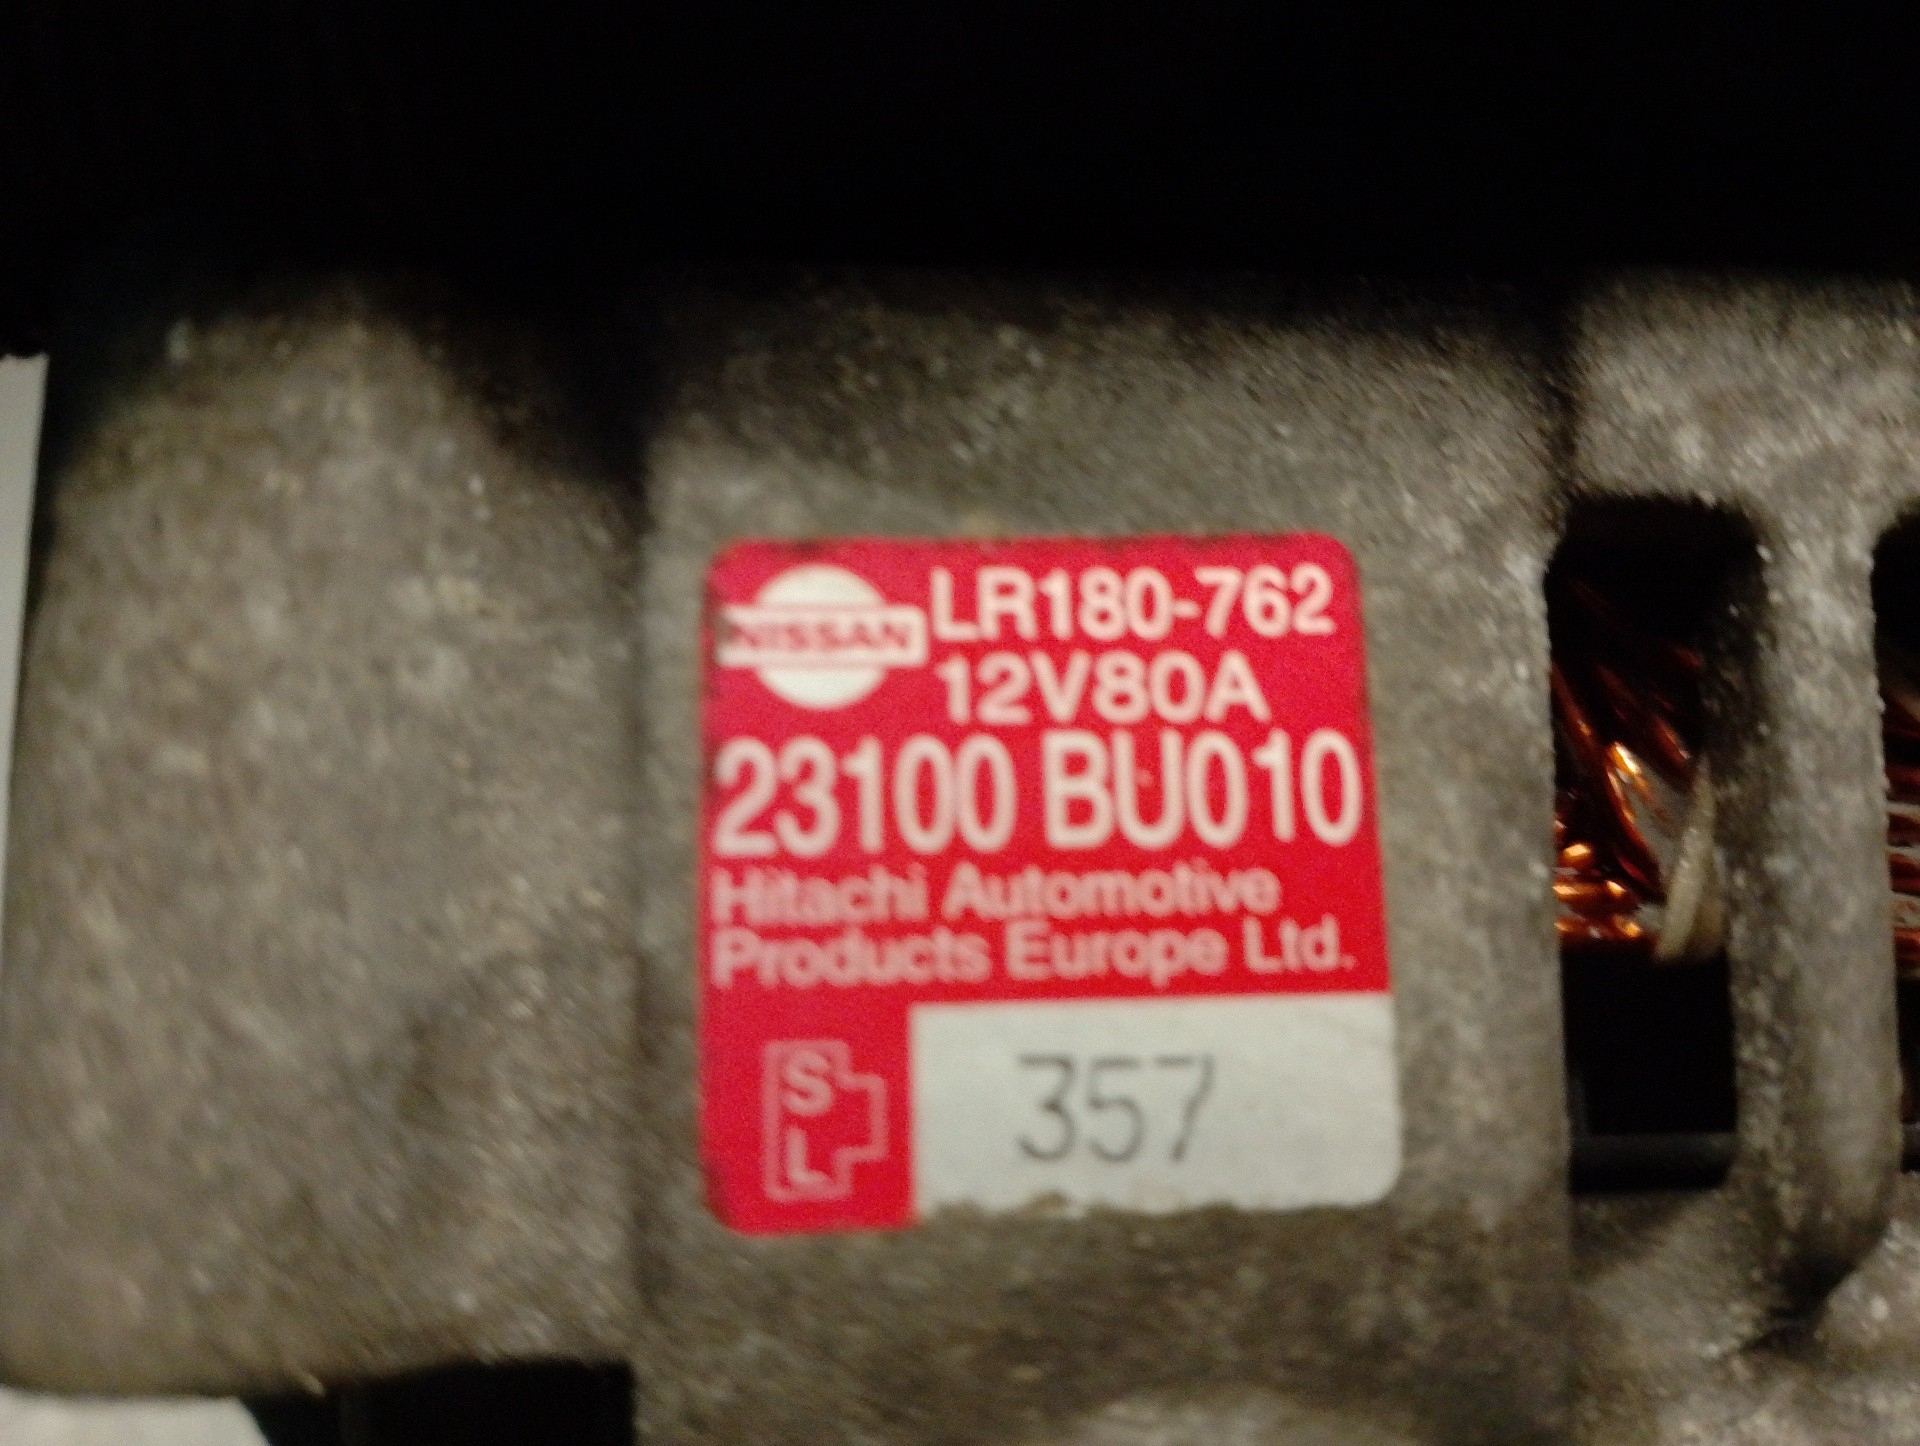 NISSAN
LR180-762
12V80A
23100 BU010
Hitachi Automotive
Products Europe Ltd.
S
L
357